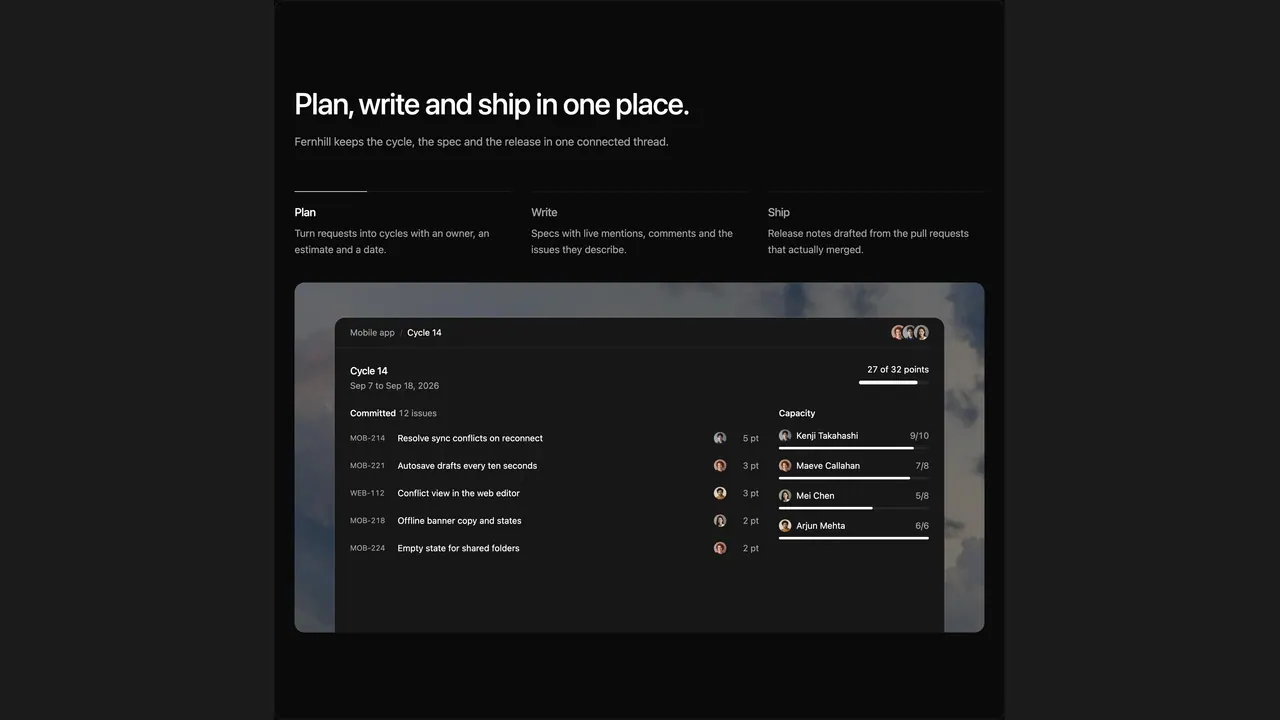 Plan, write and ship in one place.
Fernhill keeps the cycle, the spec and the release in one connected thread.
Plan
Turn requests into cycles with an owner, an
estimate and a date.
Write
Specs with live mentions, comments and the
issues they describe.
Ship
Release notes drafted from the pull requests
that actually merged.
Mobile app / Cycle 14
Cycle 14
Sep 7 to Sep 18, 2026
27 of 32 points
Committed 12 issues
MOB-214 Resolve sync conflicts on reconnect 5 pt
MOB-221 Autosave drafts every ten seconds 3 pt
WEB-112 Conflict view in the web editor 3 pt
MOB-218 Offline banner copy and states 2 pt
MOB-224 Empty state for shared folders 2 pt
Capacity
Kenji Takahashi 9/10
Maeve Callahan 7/8
Mei Chen 5/8
Arjun Mehta 6/6